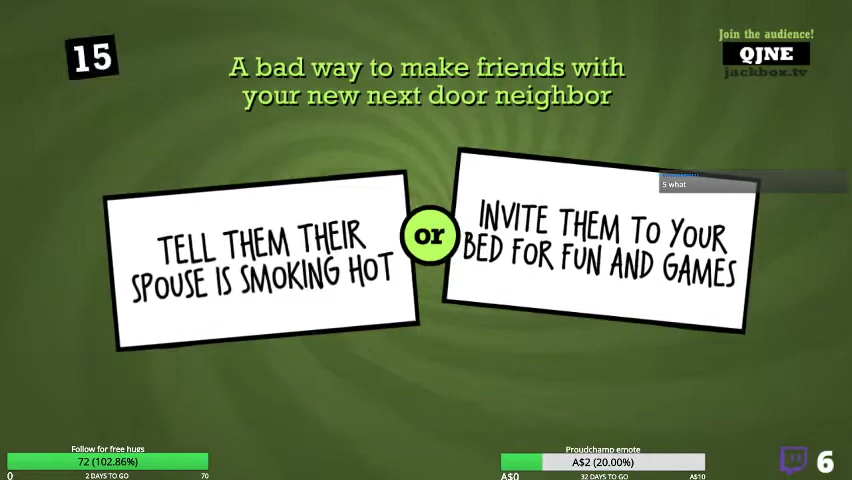 15
A bad way to make friends with
your new next door neighbor
Join the audience!
QJNE
jackbox.tv
TELL THEM THEIR
SPOUSE IS SMOKING HOT
or
INVITE THEM TO YOUR
BED FOR FUN AND GAMES
S what
Follow for free hugs
72 (102.86%)
0
2 DAYS TO GO
70
Proudchamp emote
A$2 (20.00%)
A$0
32 DAYS TO GO
A$10
6